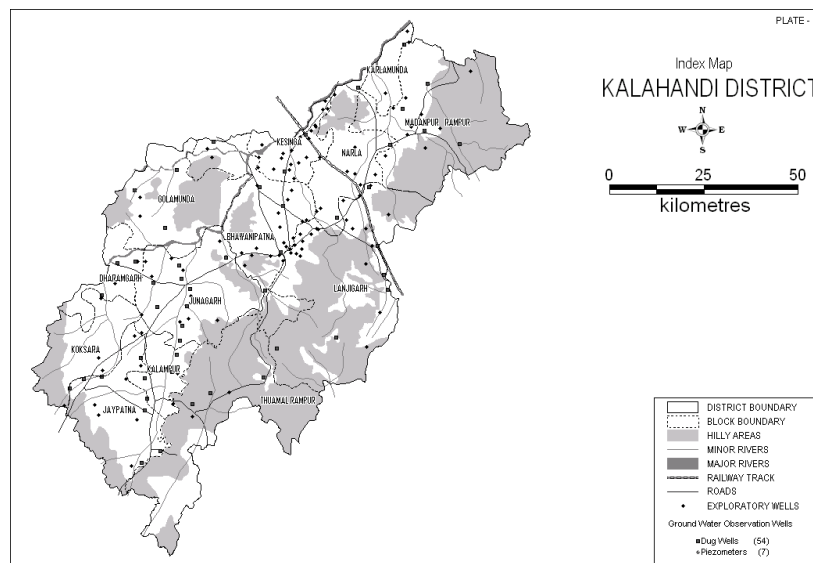 PLATE -
Index Map
KALAHANDI DISTRICT
N
W E
S
0 25 50
kilometres
KARLAMUNDA
MADANPUR RAMPUR
KESINGA
NARLA
GOLAMUNDA
BHAWANIPATNA
DHARAMGARH
LANJIGARH
JUNAGARH
KOKSARA
KALAMPUR
THUAMAL RAMPUR
JAYPATNA
DISTRICT BOUNDARY
BLOCK BOUNDARY
HILLY AREAS
MINOR RIVERS
MAJOR RIVERS
RAILWAY TRACK
ROADS
EXPLORATORY WELLS
Ground Water Observation Wells
Dug Wells (54)
Piezometers (7)